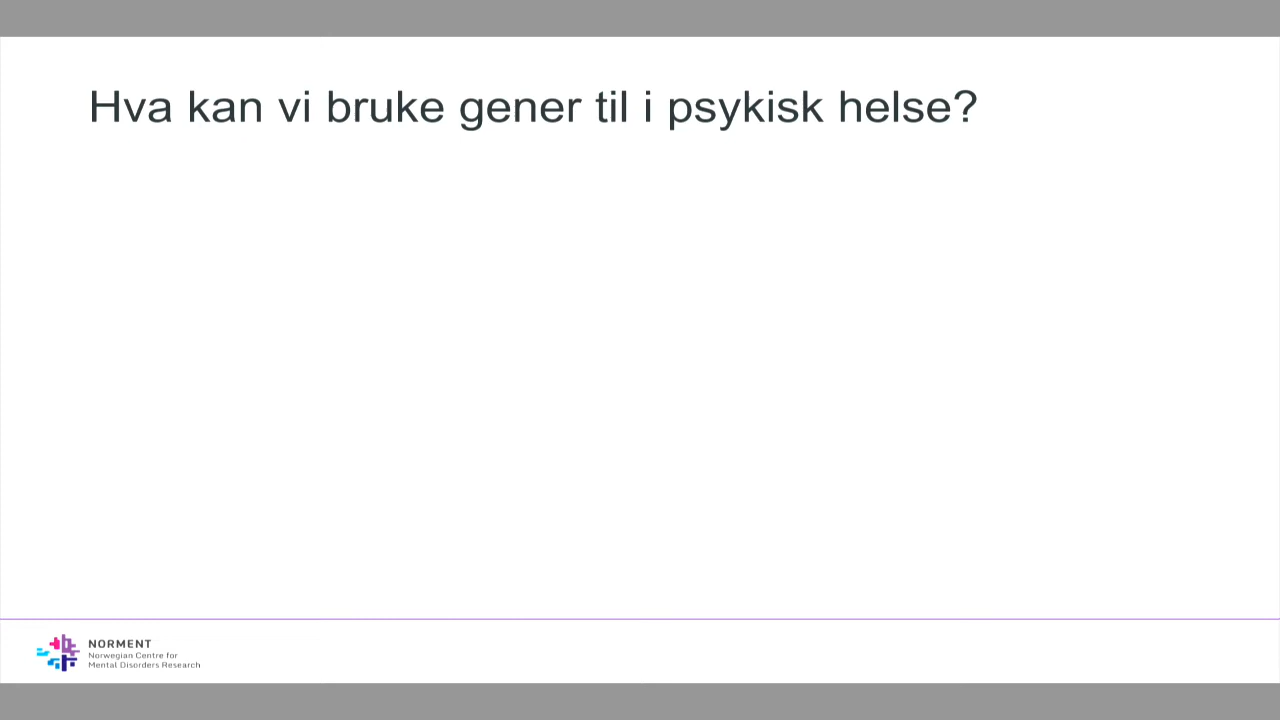 Hva kan vi bruke gener til i psykisk helse?
NORMENT
Norwegian Centre for
Mental Disorders Research